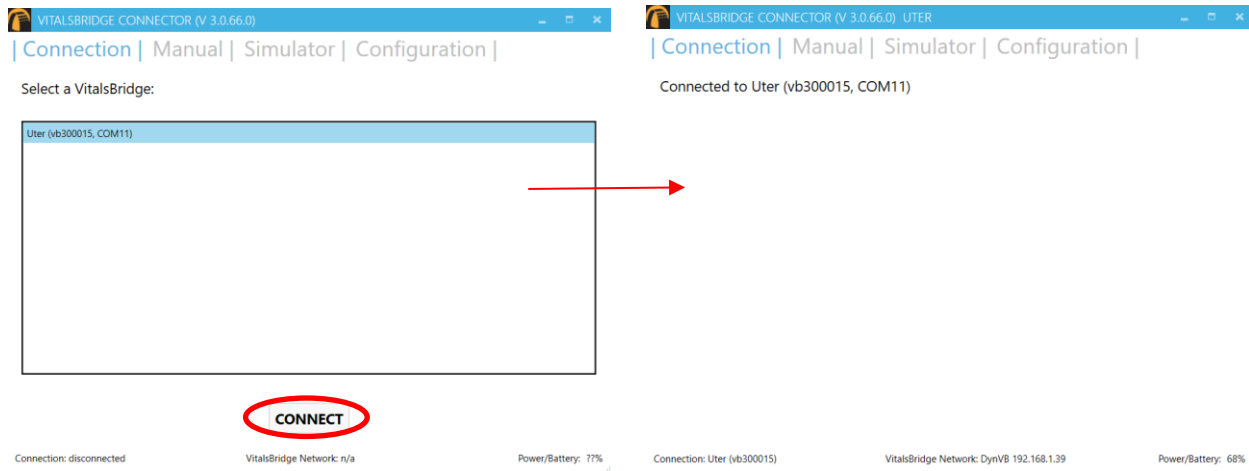 VITALSBRIDGE CONNECTOR (V 3.0.66.0)
| Connection | Manual | Simulator | Configuration |
Select a VitalsBridge:
Uter (vb300015, COM11)
CONNECT
Connection: disconnected
VitalsBridge Network: n/a
Power/Battery: ??%
VITALSBRIDGE CONNECTOR (V 3.0.66.0) UTER
| Connection | Manual | Simulator | Configuration |
Connected to Uter (vb300015, COM11)
Connection: Uter (vb300015)
VitalsBridge Network: DynVB 192.168.1.39
Power/Battery: 68%